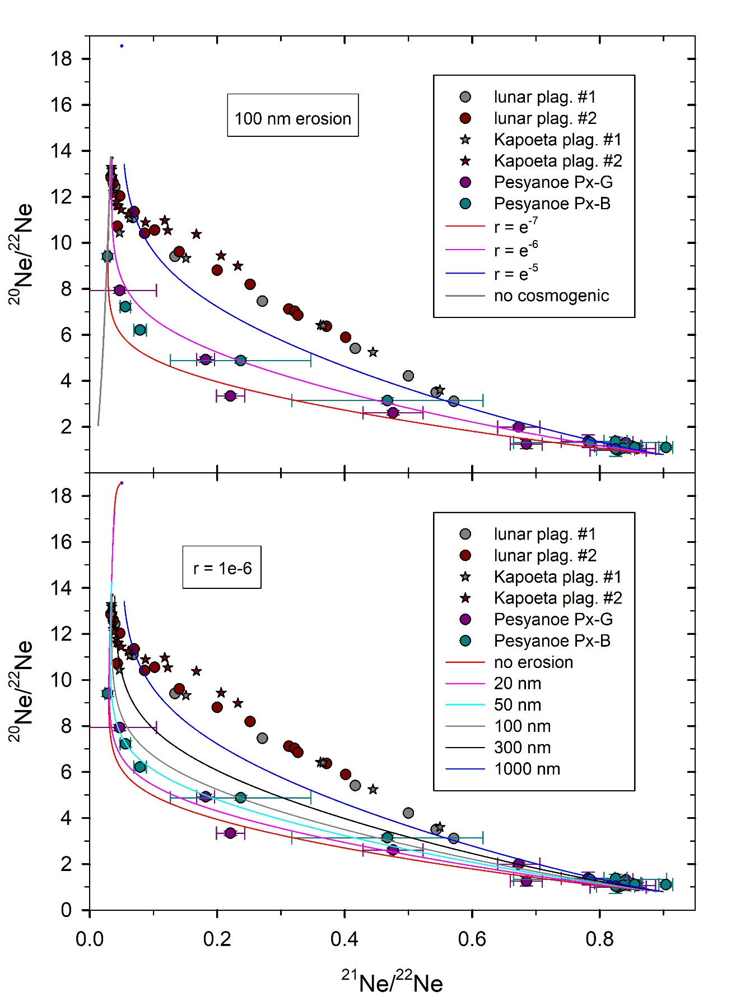 18
16
14
12
10
8
6
4
2
²⁰Ne/²²Ne
100 nm erosion
lunar plag. #1
lunar plag. #2
Kapoeta plag. #1
Kapoeta plag. #2
Pesyanoe Px-G
Pesyanoe Px-B
r = e⁻⁷
r = e⁻⁶
r = e⁻⁵
no cosmogenic
18
16
14
12
10
8
6
4
2
0
²⁰Ne/²²Ne
r = 1e-6
lunar plag. #1
lunar plag. #2
Kapoeta plag. #1
Kapoeta plag. #2
Pesyanoe Px-G
Pesyanoe Px-B
no erosion
20 nm
50 nm
100 nm
300 nm
1000 nm
0.0 0.2 0.4 0.6 0.8
²¹Ne/²²Ne